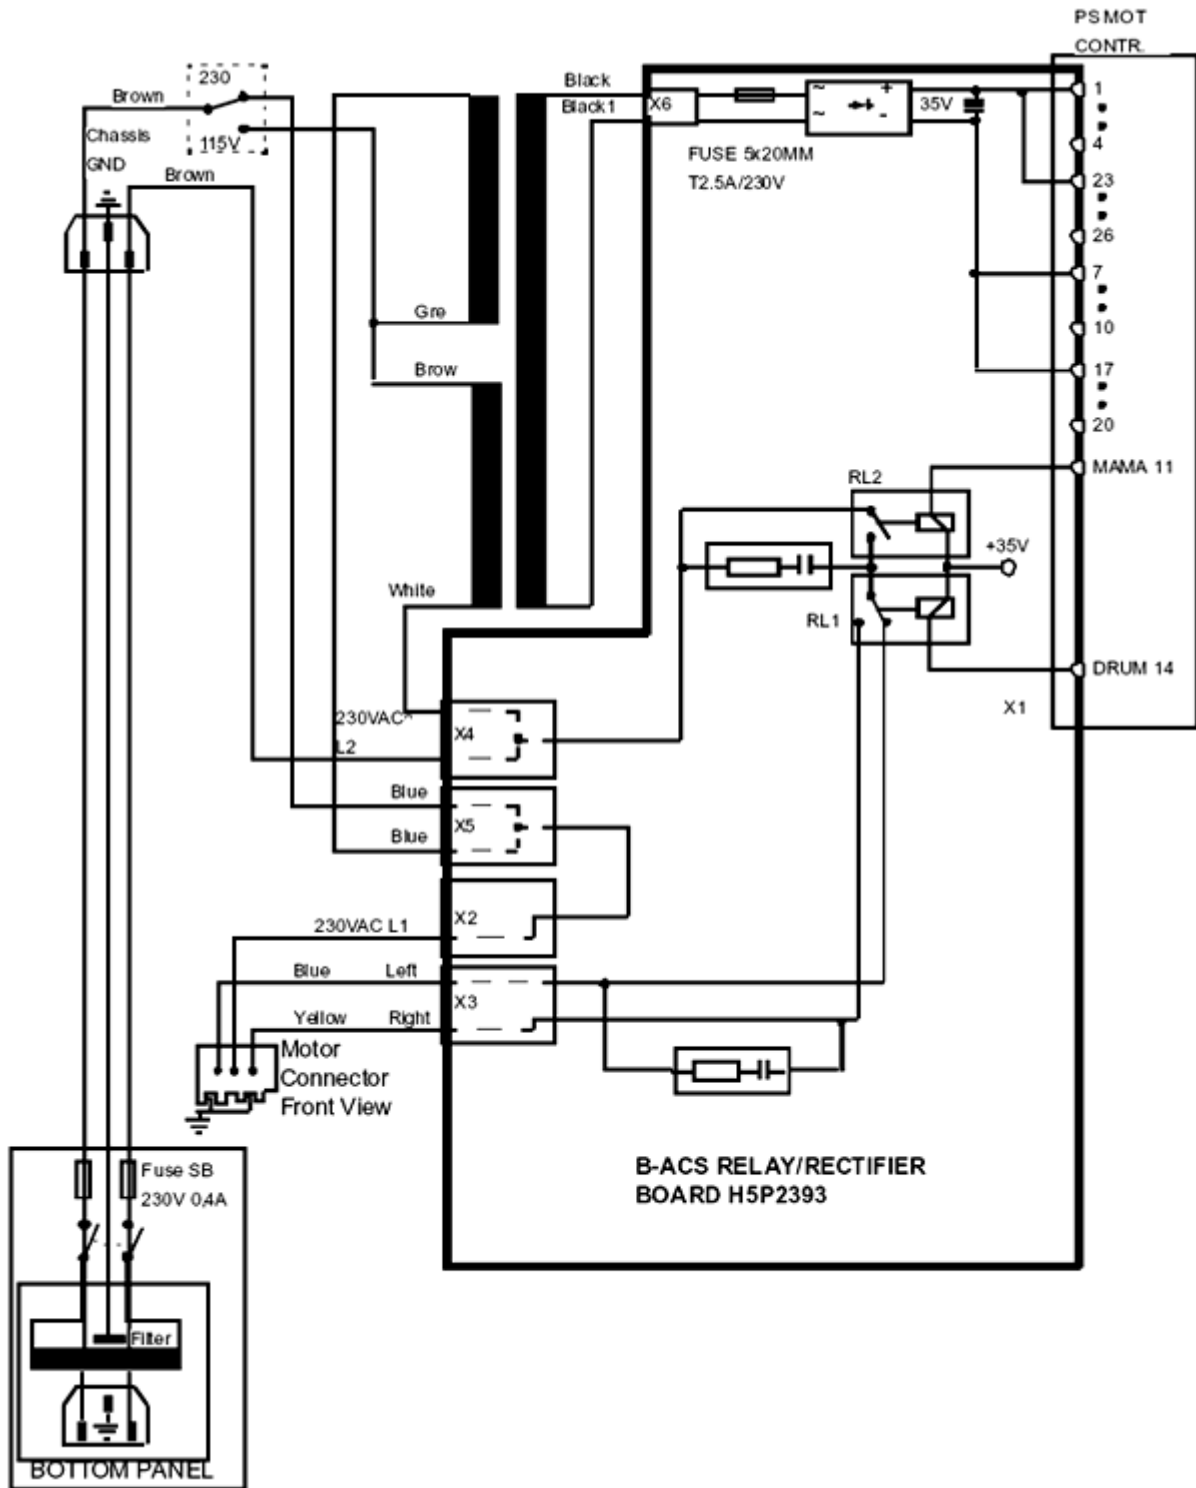 PS MOT
CONTR.
230
Brown
Chassis
GND
115V
Brown
Black
Black1
X6
35V
FUSE 5x20MM
T2.5A/230V
~
~
+
-
1
4
23
26
7
10
17
20
Gre
Brow
White
MAMA 11
RL2
+35V
RL1
DRUM 14
X1
230VAC^
L2
X4
Blue
X5
Blue
X2
230VAC L1
Blue Left
X3
Yellow Right
Motor
Connector
Front View
Fuse SB
230V 0,4A
B-ACS RELAY/RECTIFIER
BOARD H5P2393
Filter
BOTTOM PANEL